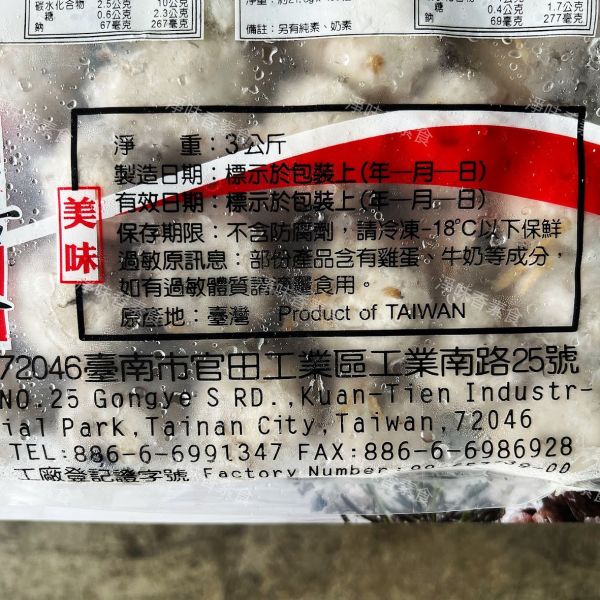 碳水化合物 2.5公克 10公克
糖 0.6公克 2.3公克
鈉 67毫克 267毫克
備註：另有純素、奶素
糖 0.4公克 1.7公克
鈉 69毫克 277毫克
淨重：3公斤
製造日期：標示於包裝上(年—月—日)
有效日期：標示於包裝上(年—月—日)
保存期限：不含防腐劑，請冷凍-18°C以下保鮮
過敏原訊息：部份產品含有雞蛋、牛奶等成分，
如有過敏體質請避免食用。
原產地：臺灣 Product of TAIWAN
美味
72046臺南市官田工業區工業南路25號
NO.25 Gongye S RD.,Kuan-Tien Industr-
ial Park,Tainan City,Taiwan,72046
TEL:886-6-6991347 FAX:886-6-6986928
工廠登記證字號 Factory Number: